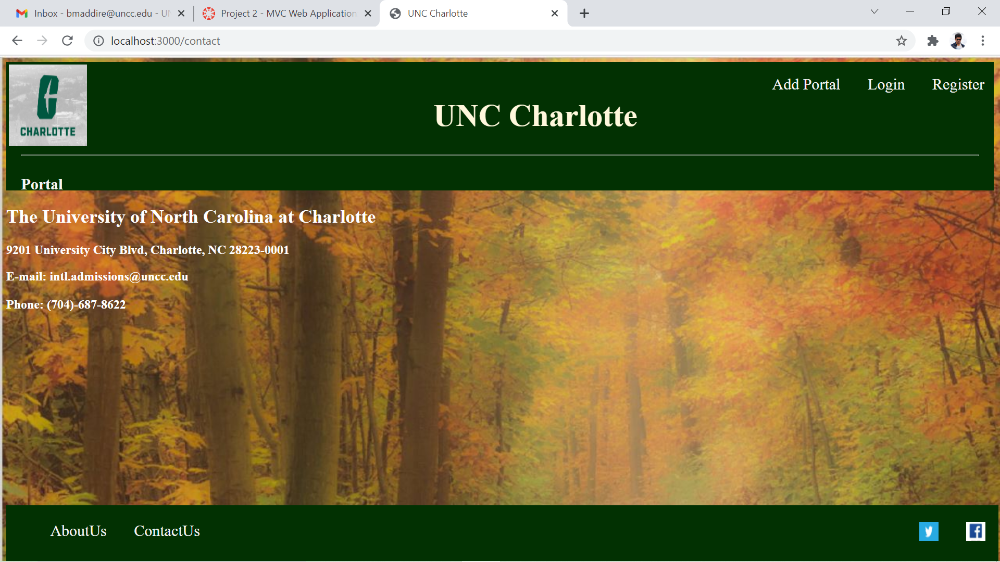 Inbox - bmaddire@uncc.edu - UN
Project 2 - MVC Web Application
UNC Charlotte
localhost:3000/contact
CHARLOTTE
Add Portal Login Register
UNC Charlotte
Portal
The University of North Carolina at Charlotte
9201 University City Blvd, Charlotte, NC 28223-0001
E-mail: intl.admissions@uncc.edu
Phone: (704)-687-8622
AboutUs ContactUs